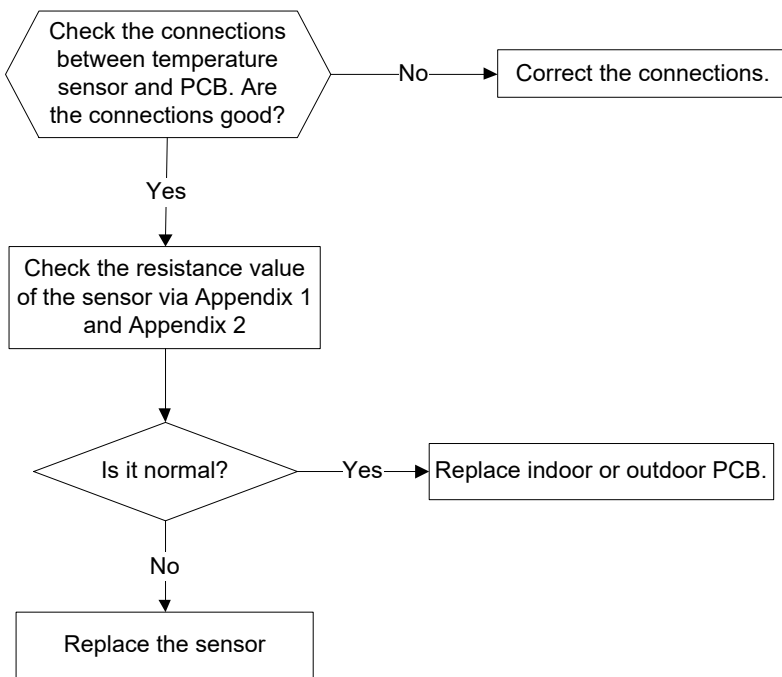 Check the connections
between temperature
sensor and PCB. Are
the connections good?
No
Correct the connections.
Yes
Check the resistance value
of the sensor via Appendix 1
and Appendix 2
Is it normal?
Yes
Replace indoor or outdoor PCB.
No
Replace the sensor